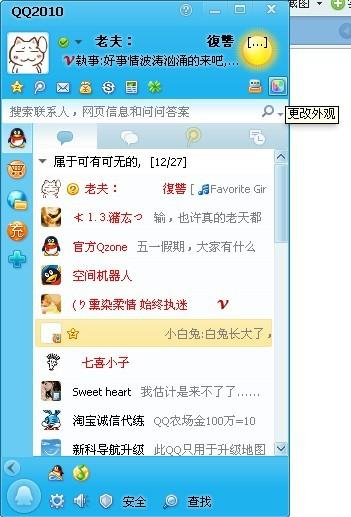 QQ2010
戴图
老夫： 復讐 [...]
執爭:好爭情波涛汹涌的来吧,...
搜索联系人，网页信息和问问答案
更改外观
属于可有可无的, [12/27]
老夫： 復讐 [ Favorite Gir
输，也许真的老天都
官方Qzone 五一假期，大家有什么
空间机器人
(り熏染柔情 始终执迷
小白兔:白兔长大了，
七喜小子
Sweet heart 我估计是来不了了……
淘宝诚信代练 QQ农场金100万=10
新科导航升级 此QQ只用于升级地图
充
安全 查找